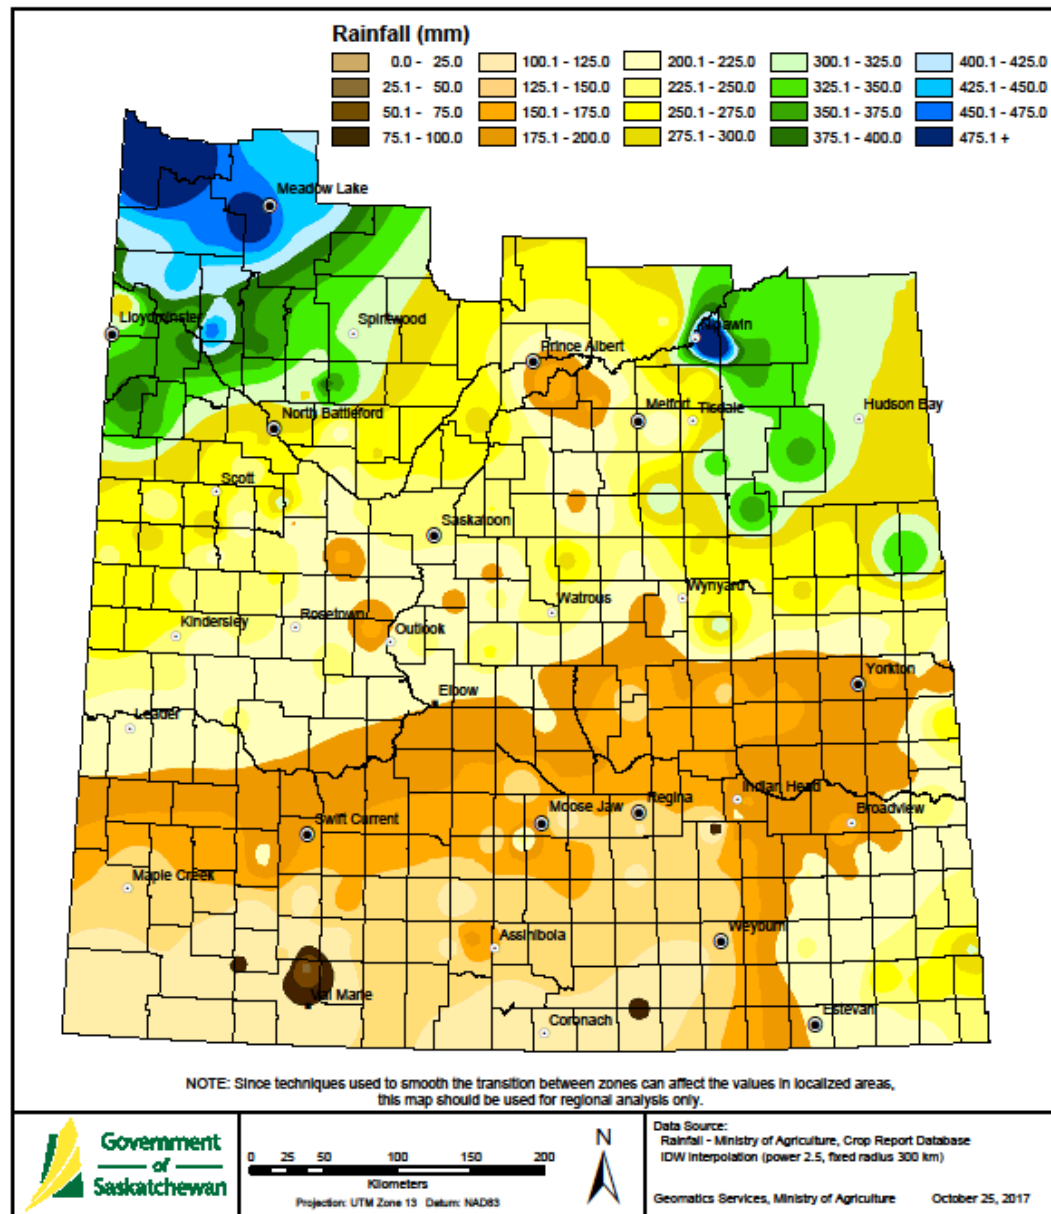 Rainfall (mm)
0.0 - 25.0
25.1 - 50.0
50.1 - 75.0
75.1 - 100.0
100.1 - 125.0
125.1 - 150.0
150.1 - 175.0
175.1 - 200.0
200.1 - 225.0
225.1 - 250.0
250.1 - 275.0
275.1 - 300.0
300.1 - 325.0
325.1 - 350.0
350.1 - 375.0
375.1 - 400.0
400.1 - 425.0
425.1 - 450.0
450.1 - 475.0
475.1 +
Meadow Lake
Lloydminster
Spiritwood
Nipawin
Prince Albert
North Battleford
Melfort
Tisdale
Hudson Bay
Scott
Saskatoon
Watrous
Wynyard
Kindersley
Rosetown
Outlook
Yorkton
Elbow
Leader
Indian Head
Moose Jaw
Regina
Broadview
Swift Current
Maple Creek
Assiniboia
Weyburn
Val Marie
Coronach
Estevan
NOTE: Since techniques used to smooth the transition between zones can affect the values in localized areas,
this map should be used for regional analysis only.
Government
of
Saskatchewan
0 25 50 100 150 200
Kilometers
Projection: UTM Zone 13 Datum: NAD83
N
Data Source:
Rainfall - Ministry of Agriculture, Crop Report Database
IDW Interpolation (power 2.5, fixed radius 300 km)
Geomatics Services, Ministry of Agriculture October 25, 2017